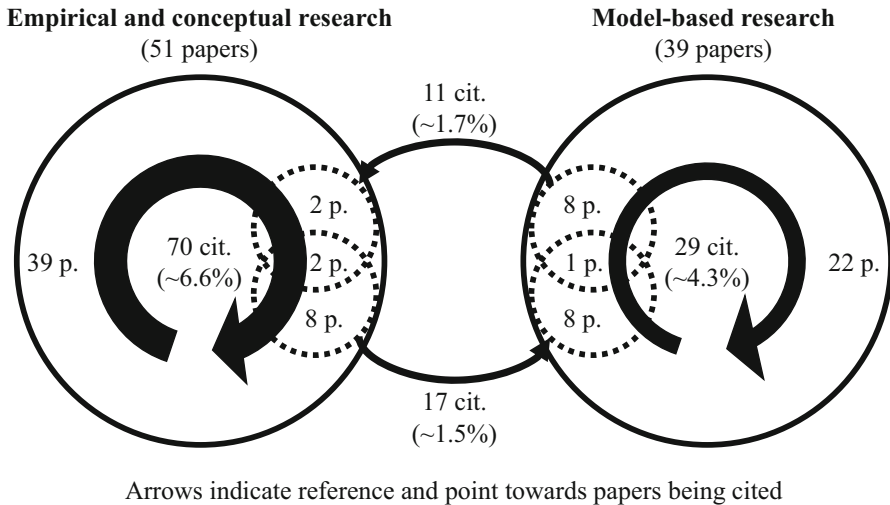 Empirical and conceptual research
(51 papers)
Model-based research
(39 papers)
11 cit.
(~1.7%)
39 p.
70 cit.
(~6.6%)
2 p.
2 p.
8 p.
8 p.
1 p.
8 p.
29 cit.
(~4.3%)
22 p.
17 cit.
(~1.5%)
Arrows indicate reference and point towards papers being cited